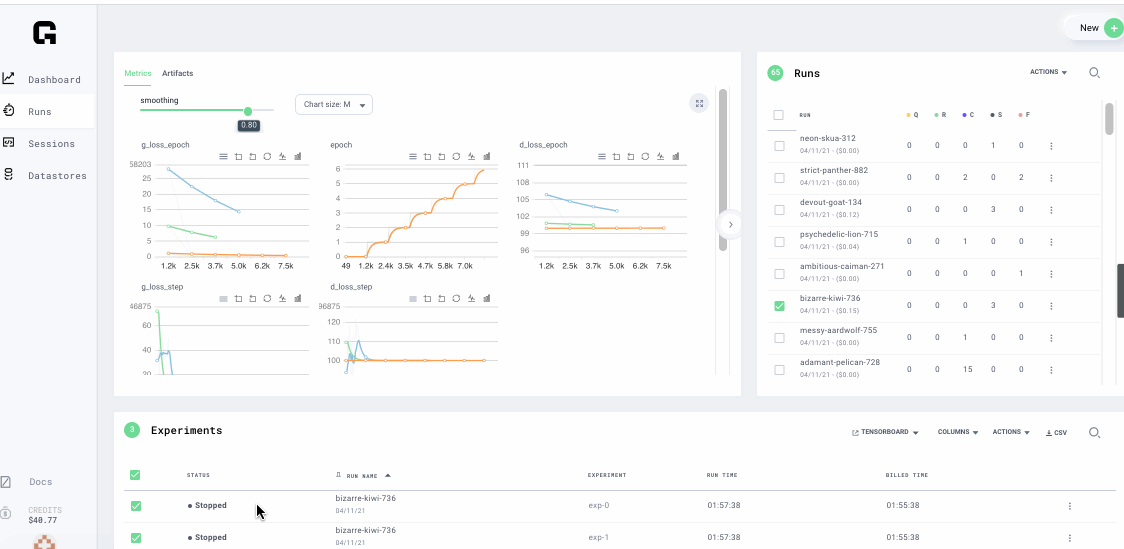 G
New +
Dashboard
Runs
Sessions
Datastores
Docs
CREDITS
$40.77
Metrics Artifacts
smoothing
0.80
Chart size: M
g_loss_epoch
58203
25
20
15
10
5
0
1.2k 2.5k 3.7k 5.0k 6.2k 7.5k
epoch
6
5
4
3
2
1
0
49 1.2k 2.4k 3.5k 4.7k 5.8k 7.0k
d_loss_epoch
111
108
105
102
99
96
1.2k 2.5k 3.7k 5.0k 6.2k 7.5k
g_loss_step
46875
60
40
20
d_loss_step
96875
120
110
100
65 Runs ACTIONS
RUN Q R C S F
neon-skua-312 0 0 0 1 0
04/11/21 - ($0.00)
strict-panther-882 0 0 2 0 2
04/11/21 - ($0.00)
devout-goat-134 0 0 0 3 0
04/11/21 - ($0.12)
psychedelic-lion-715 0 0 1 0 0
04/11/21 - ($0.04)
ambitious-caiman-271 0 0 0 0 1
04/11/21 - ($0.00)
bizarre-kiwi-736 0 0 0 3 0
04/11/21 - ($0.15)
messy-aardwolf-755 0 0 1 0 0
04/11/21 - ($0.00)
adamant-pelican-728 0 0 15 0 0
04/11/21 - ($0.00)
3 Experiments TENSORBOARD COLUMNS ACTIONS CSV
STATUS RUN NAME EXPERIMENT RUN TIME BILLED TIME
Stopped bizarre-kiwi-736 exp-0 01:57:38 01:55:38
04/11/21
Stopped bizarre-kiwi-736 exp-1 01:57:38 01:55:38
04/11/21